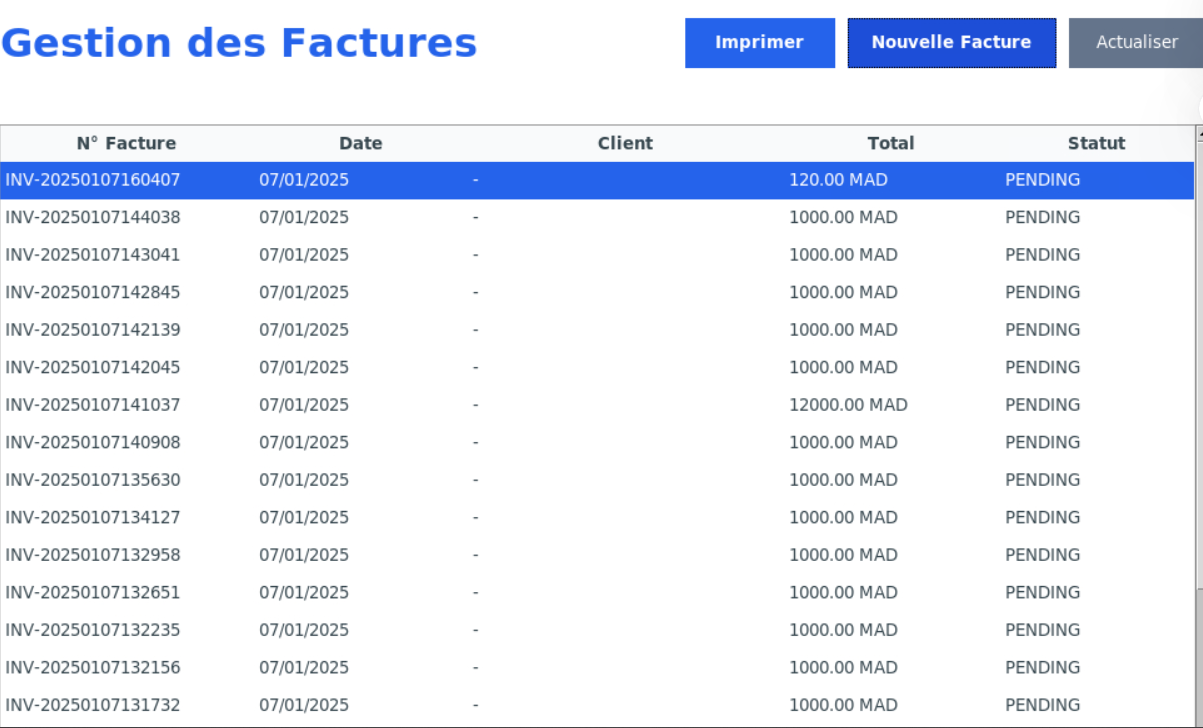 Gestion des Factures Imprimer Nouvelle Facture Actualiser
N° Facture Date Client Total Statut
INV-20250107160407 07/01/2025 - 120.00 MAD PENDING
INV-20250107144038 07/01/2025 - 1000.00 MAD PENDING
INV-20250107143041 07/01/2025 - 1000.00 MAD PENDING
INV-20250107142845 07/01/2025 - 1000.00 MAD PENDING
INV-20250107142139 07/01/2025 - 1000.00 MAD PENDING
INV-20250107142045 07/01/2025 - 1000.00 MAD PENDING
INV-20250107141037 07/01/2025 - 12000.00 MAD PENDING
INV-20250107140908 07/01/2025 - 1000.00 MAD PENDING
INV-20250107135630 07/01/2025 - 1000.00 MAD PENDING
INV-20250107134127 07/01/2025 - 1000.00 MAD PENDING
INV-20250107132958 07/01/2025 - 1000.00 MAD PENDING
INV-20250107132651 07/01/2025 - 1000.00 MAD PENDING
INV-20250107132235 07/01/2025 - 1000.00 MAD PENDING
INV-20250107132156 07/01/2025 - 1000.00 MAD PENDING
INV-20250107131732 07/01/2025 - 1000.00 MAD PENDING